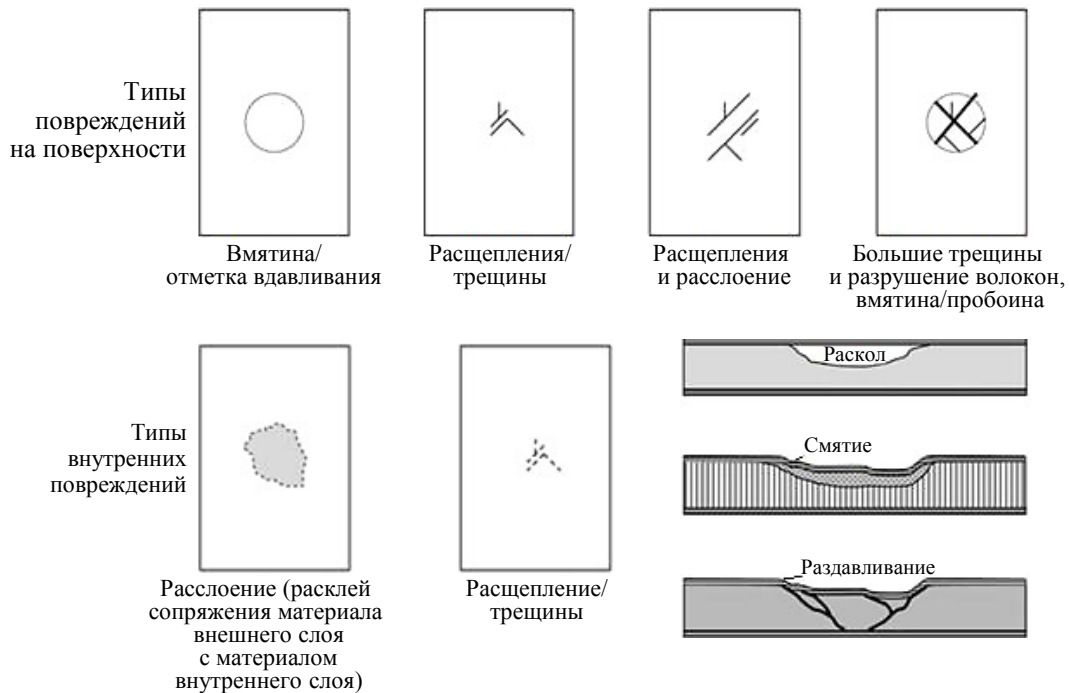 Типы
повреждений
на поверхности
Вмятина/
отметка вдавливания
Расщепления/
трещины
Расщепления
и расслоение
Большие трещины
и разрушение волокон,
вмятина/пробоина
Типы
внутренних
повреждений
Расслоение (расклей
сопряжения материала
внешнего слоя
с материалом
внутреннего слоя)
Расщепление/
трещины
Раскол
Смятие
Раздавливание